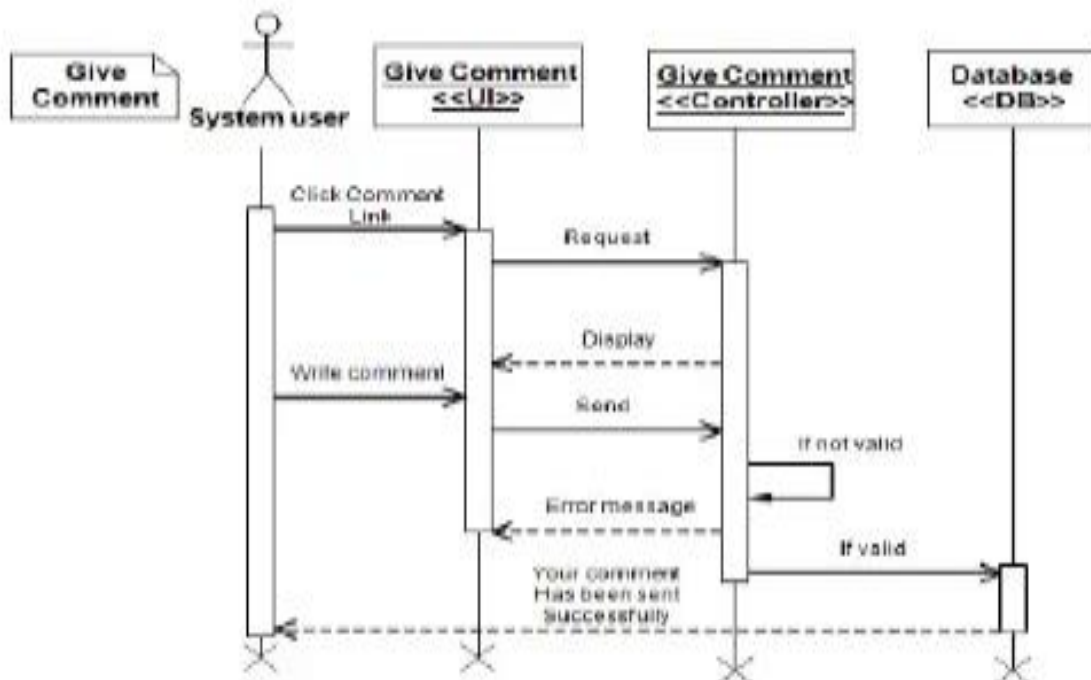 Give
Comment
System user
Give Comment
<<UI>>
Give Comment
<<Controller>>
Database
<<DB>>
Click Comment
Link
Request
Display
Write comment
Send
If not valid
Error message
If valid
Your comment
Has been sent
Successfully